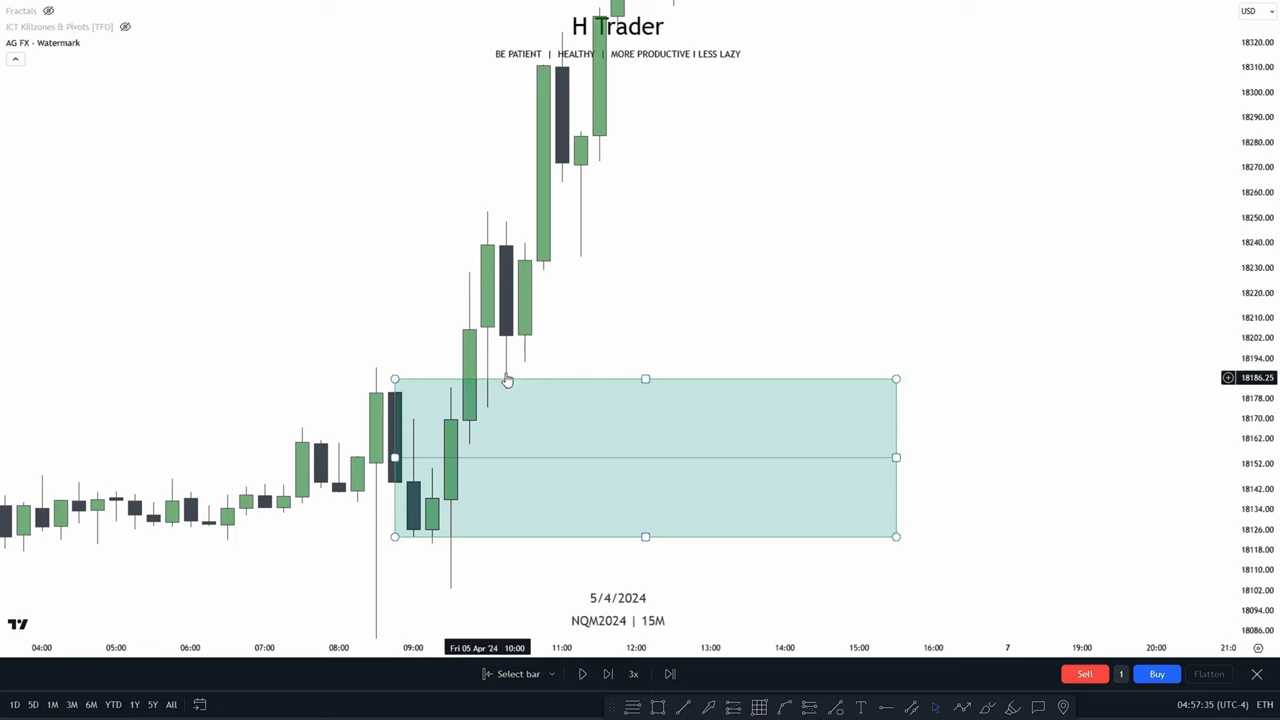 Fractals
ICT Killzones & Pivots [TFO]
AG FX - Watermark
H Trader
BE PATIENT | HEALTHY | MORE PRODUCTIVE I LESS LAZY
USD
18320.00
18310.00
18300.00
18290.00
18280.00
18270.00
18260.00
18250.00
18240.00
18230.00
18220.00
18210.00
18202.00
18194.00
18186.25
18178.00
18170.00
18162.00
18152.00
18142.00
18134.00
18126.00
18118.00
18110.00
18102.00
18094.00
18086.00
5/4/2024
NQM2024 | 15M
04:00 05:00 06:00 07:00 08:00 09:00 Fri 05 Apr '24 10:00 11:00 12:00 13:00 14:00 15:00 16:00 7 19:00 20:00 21:0
Select bar 3x Sell 1 Buy Flatten
1D 5D 1M 3M 6M YTD 1Y 5Y All 04:57:35 (UTC-4) ETH